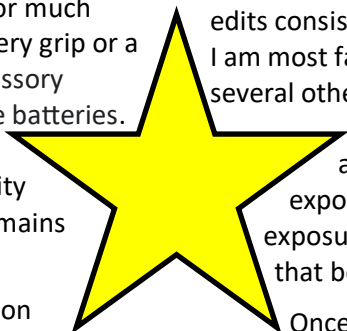 or much
ery grip or a
ssory
e batteries.
ity
mains
on
edits consis
I am most fa
several othe
a
expo
exposu
that be
Once